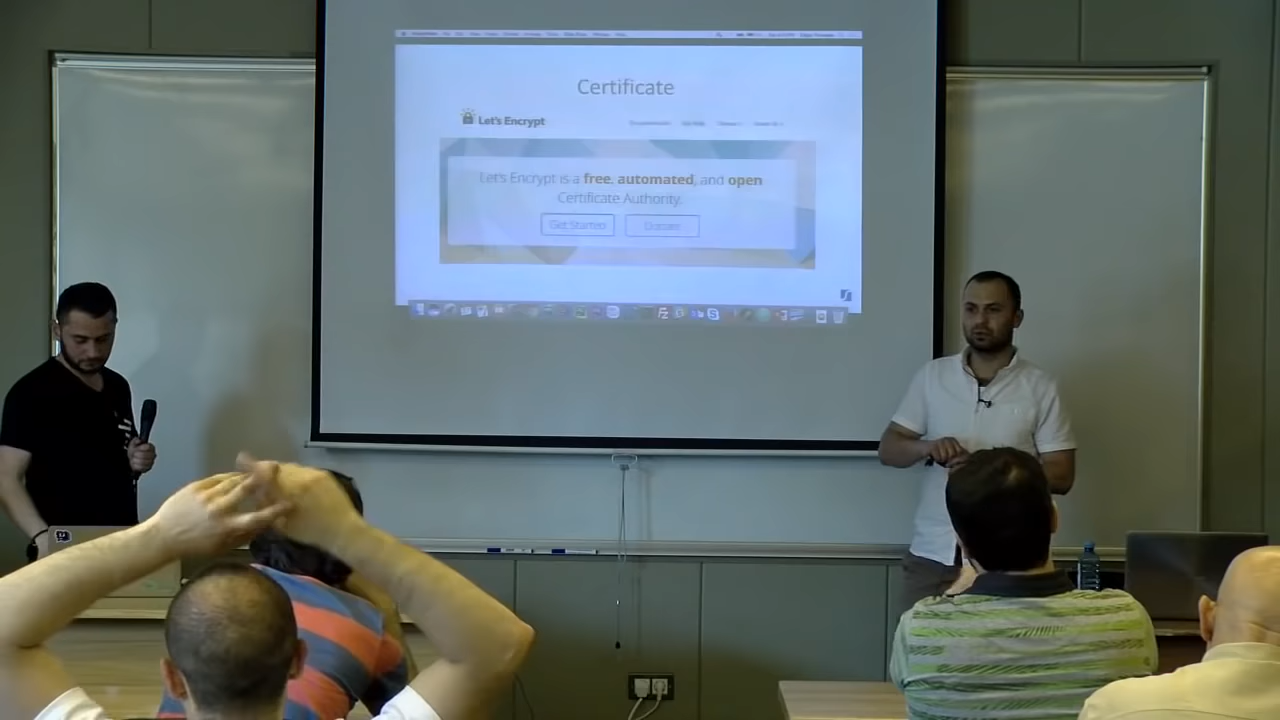 Certificate
Let's Encrypt
Let's Encrypt is a free, automated, and open
Certificate Authority.
Get Started
Donate